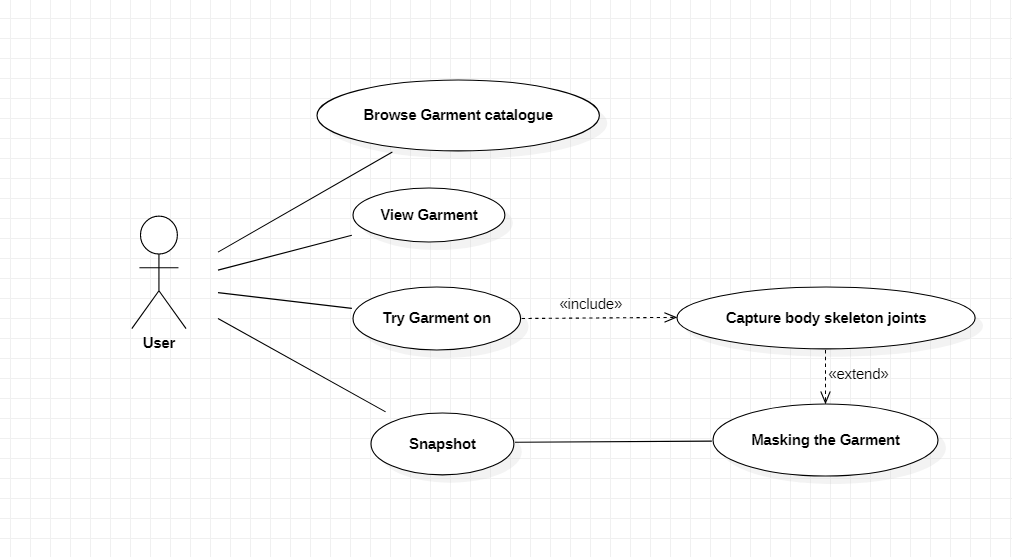 Browse Garment catalogue
View Garment
User
Try Garment on
«include»
Capture body skeleton joints
«extend»
Snapshot
Masking the Garment